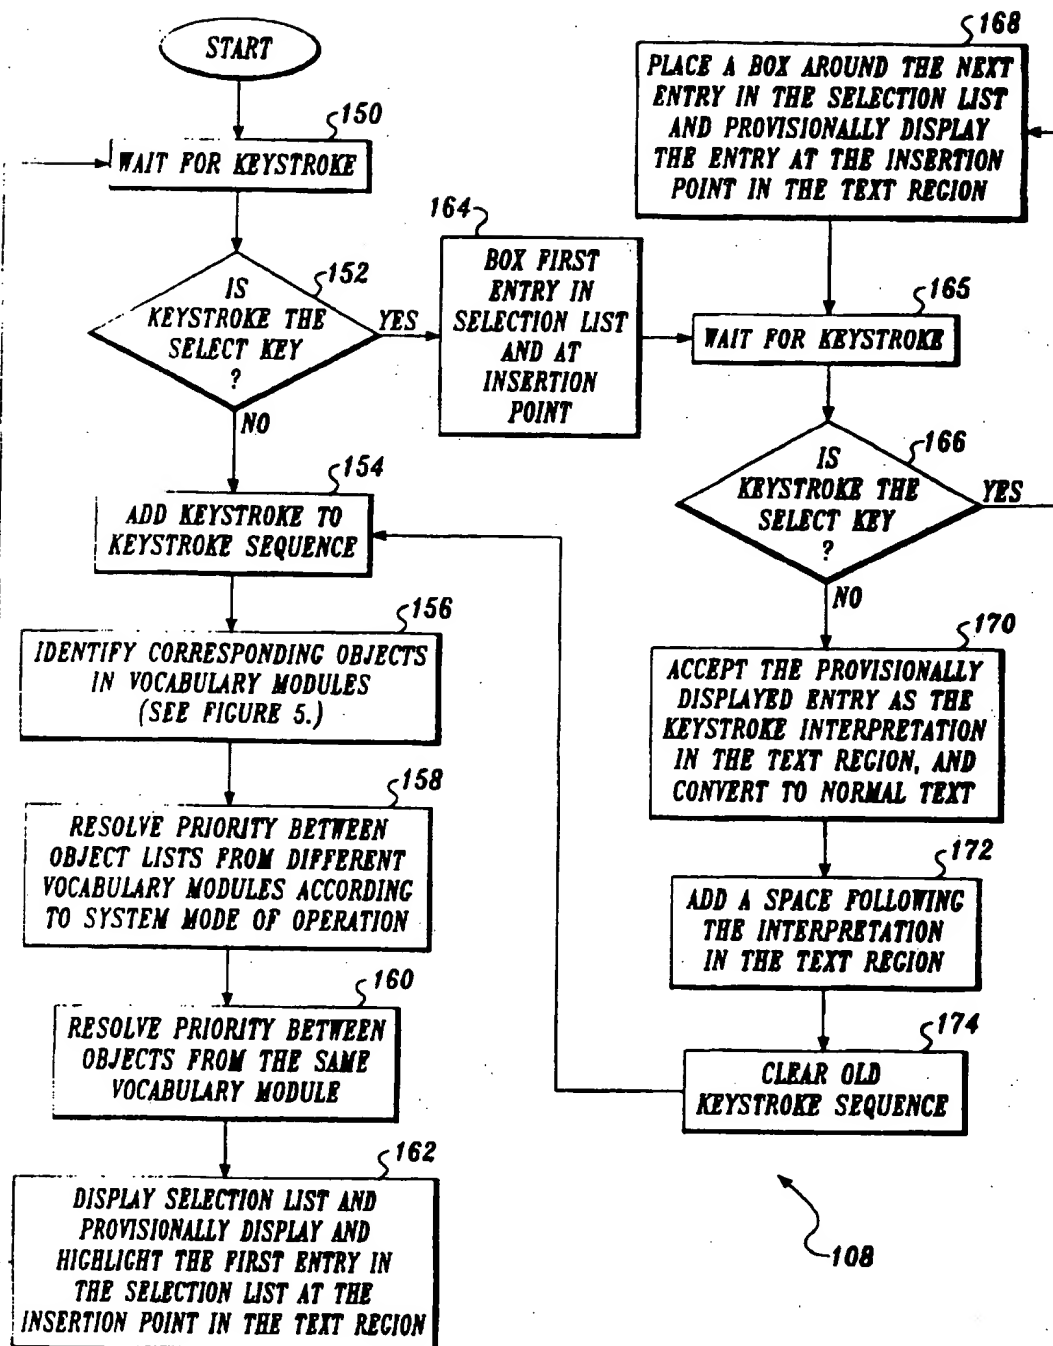 START
150
WAIT FOR KEYSTROKE
152
IS
KEYSTROKE THE
SELECT KEY
?
YES
NO
154
ADD KEYSTROKE TO
KEYSTROKE SEQUENCE
156
IDENTIFY CORRESPONDING OBJECTS
IN VOCABULARY MODULES
(SEE FIGURE 5.)
158
RESOLVE PRIORITY BETWEEN
OBJECT LISTS FROM DIFFERENT
VOCABULARY MODULES ACCORDING
TO SYSTEM MODE OF OPERATION
160
RESOLVE PRIORITY BETWEEN
OBJECTS FROM THE SAME
VOCABULARY MODULE
162
DISPLAY SELECTION LIST AND
PROVISIONALLY DISPLAY AND
HIGHLIGHT THE FIRST ENTRY IN
THE SELECTION LIST AT THE
INSERTION POINT IN THE TEXT REGION
164
BOX FIRST
ENTRY IN
SELECTION LIST
AND AT
INSERTION
POINT
168
PLACE A BOX AROUND THE NEXT
ENTRY IN THE SELECTION LIST
AND PROVISIONALLY DISPLAY
THE ENTRY AT THE INSERTION
POINT IN THE TEXT REGION
165
WAIT FOR KEYSTROKE
166
IS
KEYSTROKE THE
SELECT KEY
?
YES
NO
170
ACCEPT THE PROVISIONALLY
DISPLAYED ENTRY AS THE
KEYSTROKE INTERPRETATION
IN THE TEXT REGION, AND
CONVERT TO NORMAL TEXT
172
ADD A SPACE FOLLOWING
THE INTERPRETATION
IN THE TEXT REGION
174
CLEAR OLD
KEYSTROKE SEQUENCE
108